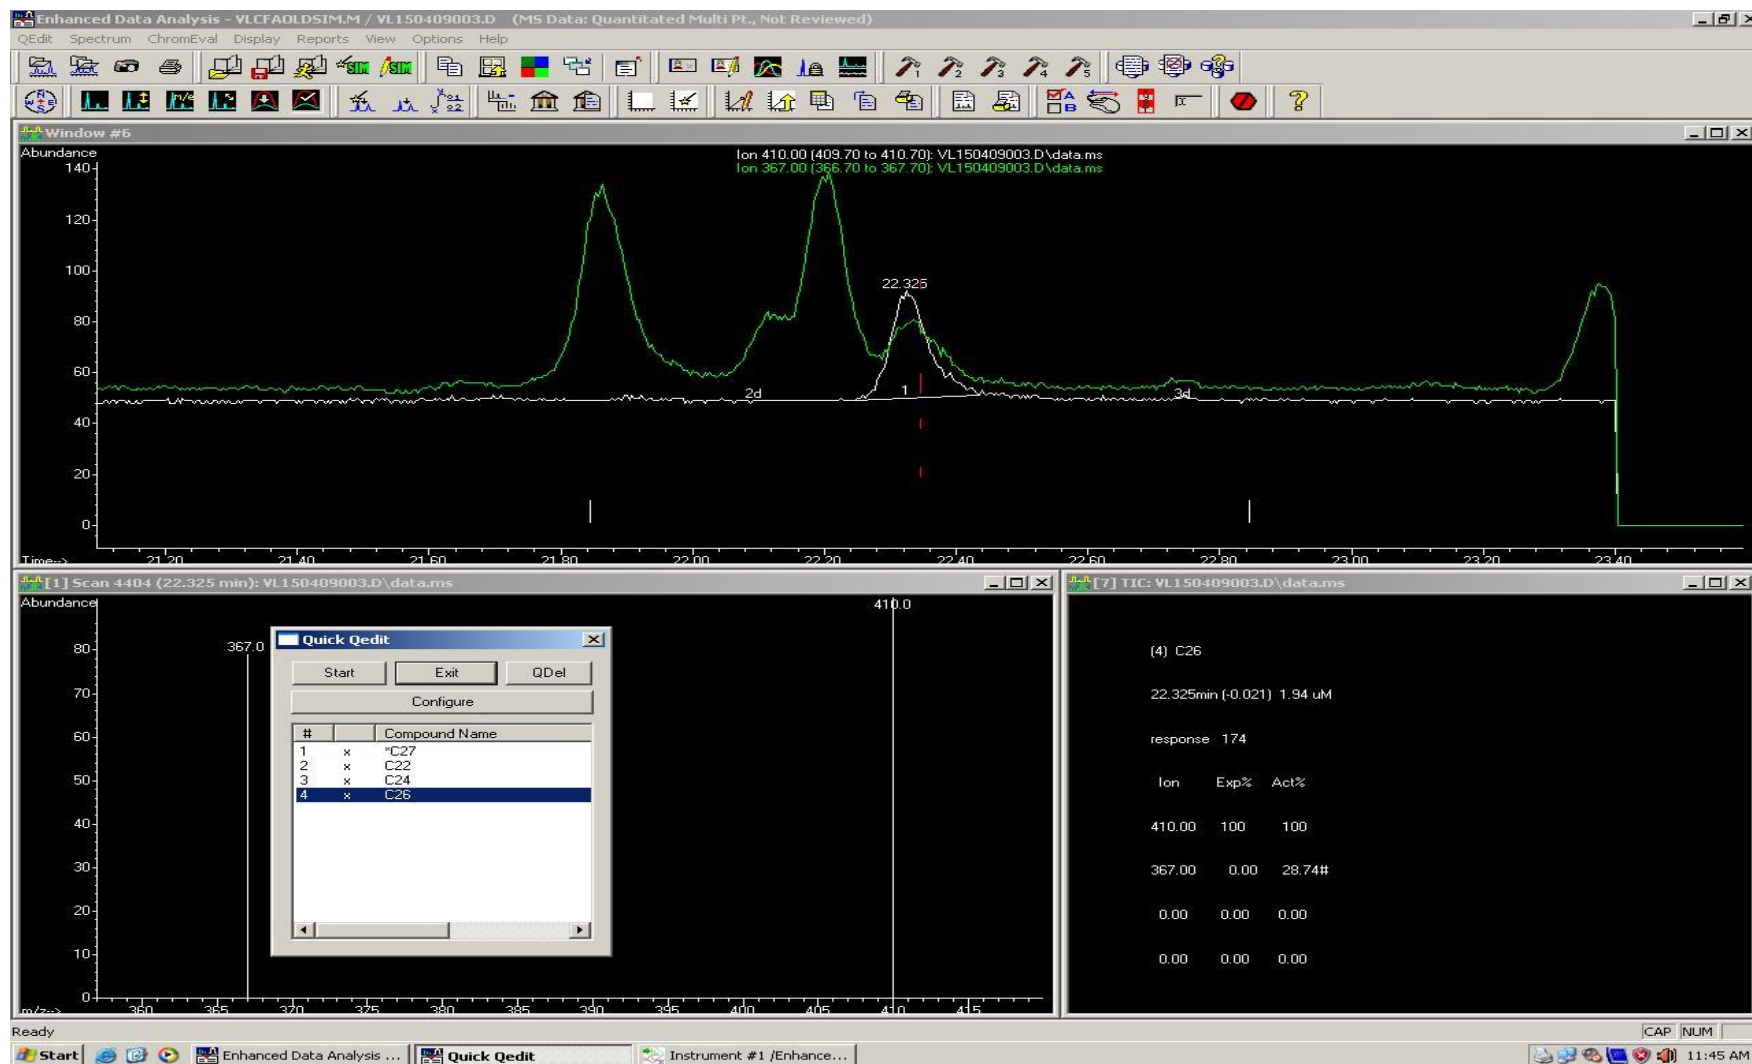 Enhanced Data Analysis - VLCFAOLDSIM.M / VL150409003.D (MS Data: Quantitated Multi Pt., Not Reviewed)
QEdit Spectrum ChromEval Display Reports View Options Help
Window #6
Abundance
Ion 410.00 (409.70 to 410.70): VL150409003.D\data.ms
Ion 367.00 (366.70 to 367.70): VL150409003.D\data.ms
140
120
100
80
60
40
20
0
22.325
2d
1
3d
Time-->
21.20 21.40 21.60 21.80 22.00 22.20 22.40 22.60 22.80 23.00 23.20 23.40
[1] Scan 4404 (22.325 min): VL150409003.D\data.ms
Abundance
410.0
367.0
80
70
60
50
40
30
20
10
0
m/z-->
360 365 370 375 380 385 390 395 400 405 410 415
Quick Qedit
Start Exit QDel
Configure
# Compound Name
1 x *C27
2 x C22
3 x C24
4 x C26
[7] TIC: VL150409003.D\data.ms
(4) C26
22.325min (-0.021) 1.94 uM
response 174
Ion Exp% Act%
410.00 100 100
367.00 0.00 28.74#
0.00 0.00 0.00
0.00 0.00 0.00
Ready
CAP NUM
Start Enhanced Data Analysis ... Quick Qedit Instrument #1 /Enhance... 11:45 AM